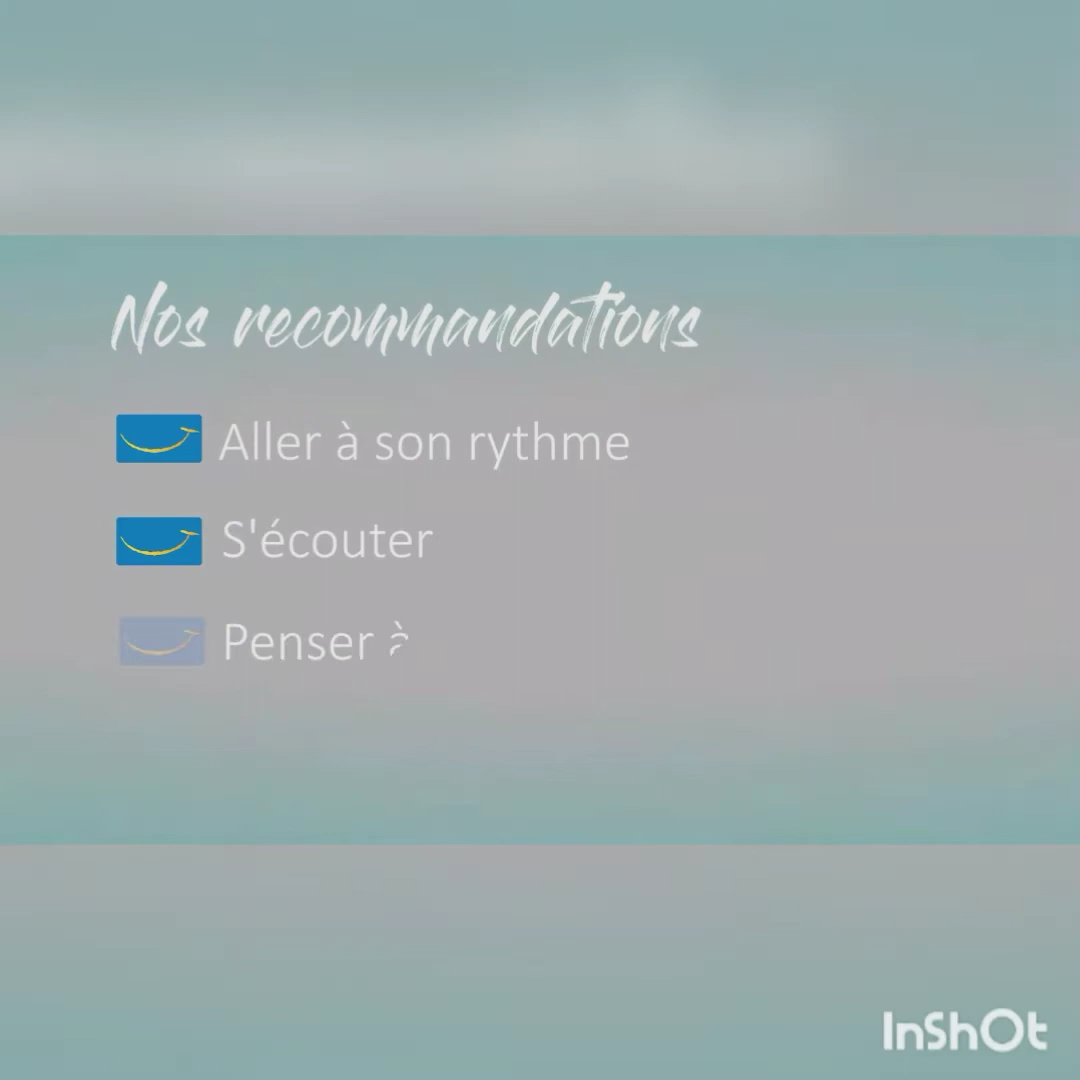 Nos recommandations
Aller à son rythme
S'écouter
Penser
InShOt